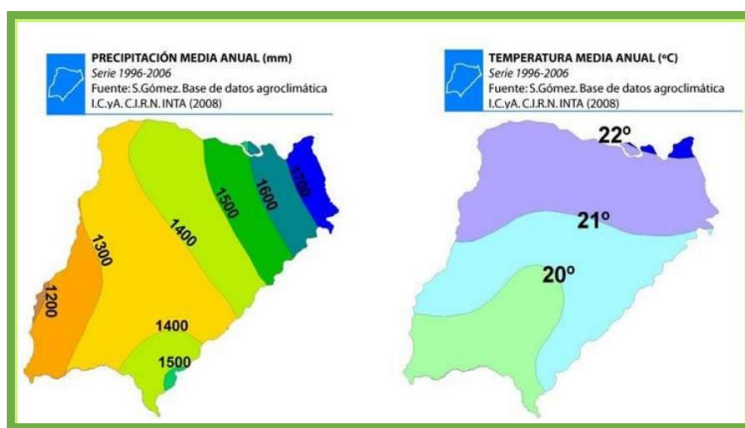 PRECIPITACIÓN MEDIA ANUAL (mm)
Serie 1996-2006
Fuente: S.Gómez. Base de datos agroclimática
I.C.yA. C.I.R.N. INTA (2008)
1200
1300
1400
1500
1600
1700
1400
1500
TEMPERATURA MEDIA ANUAL (ºC)
Serie 1996-2006
Fuente: S.Gómez. Base de datos agroclimática
I.C.yA. C.I.R.N. INTA (2008)
22º
21º
20º